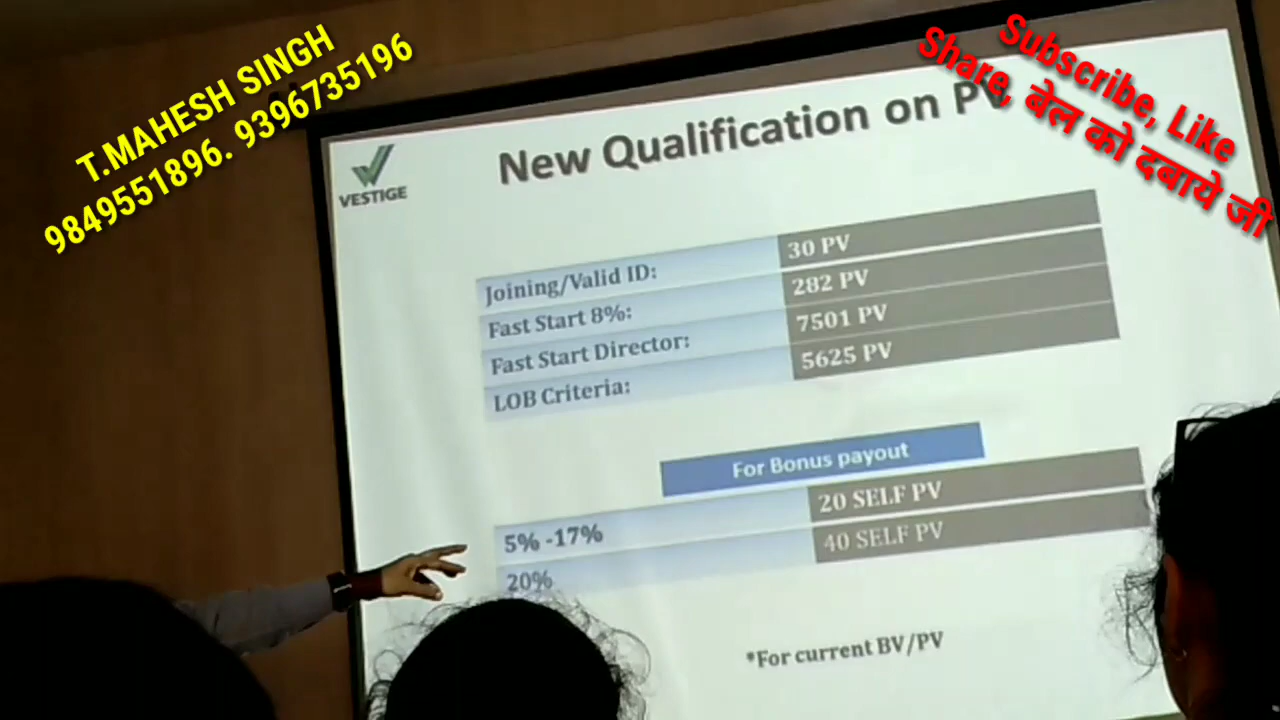 T.MAHESH SINGH
9849551896. 9396735196
Subscribe, Like
Share, बेल को दबाये जी
VESTIGE
New Qualification on PV
Joining/Valid ID: 30 PV
Fast Start 8%: 282 PV
Fast Start Director: 7501 PV
LOB Criteria: 5625 PV
For Bonus payout
5% -17% 20 SELF PV
20% 40 SELF PV
*For current BV/PV